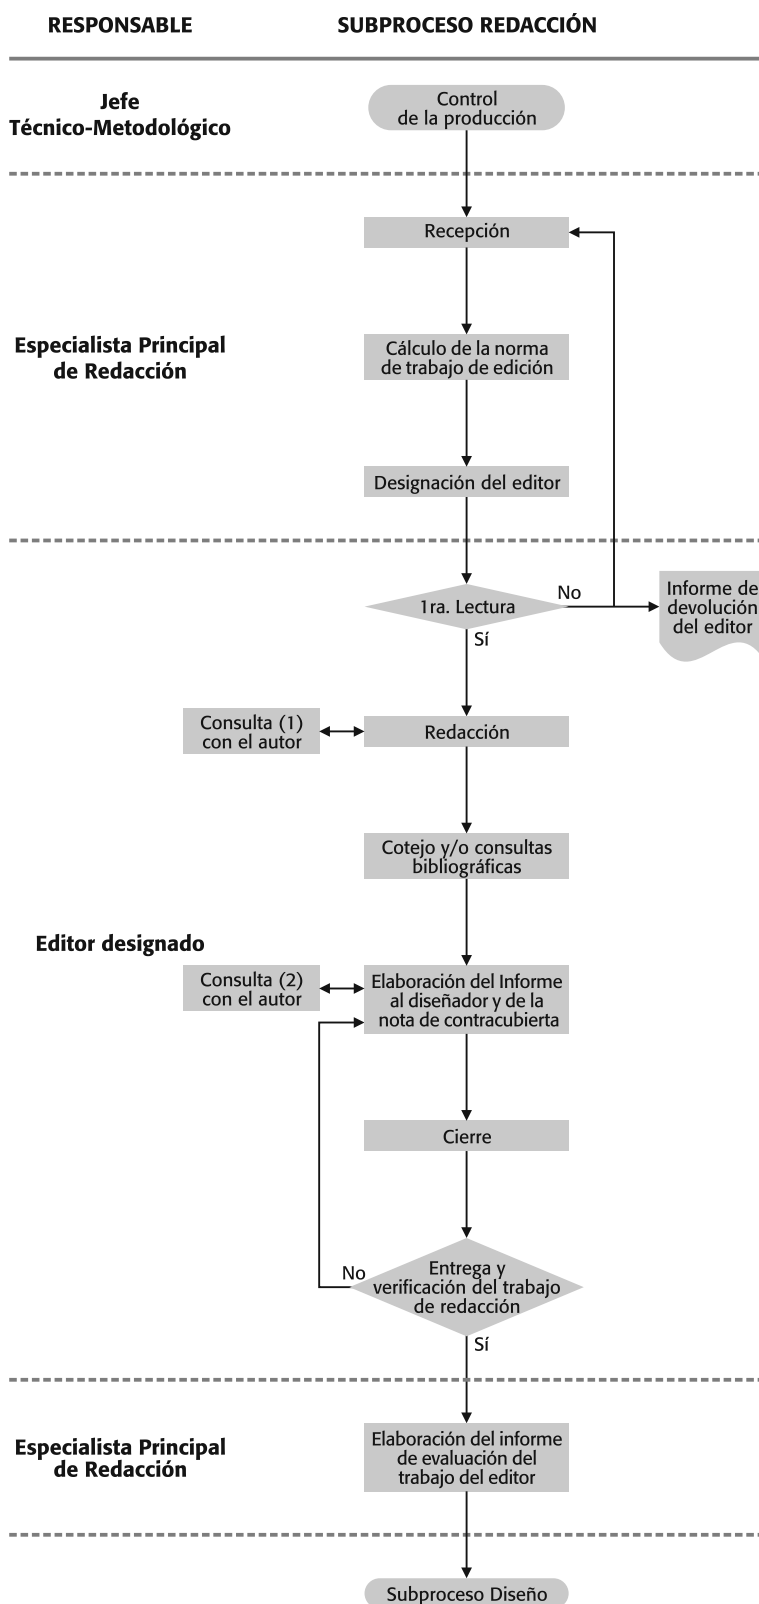 RESPONSABLE
SUBPROCESO REDACCIÓN
Jefe
Técnico-Metodológico
Control
de la producción
Recepción
Especialista Principal
de Redacción
Cálculo de la norma
de trabajo de edición
Designación del editor
1ra. Lectura
No
Informe de
devolución
del editor
Sí
Consulta (1)
con el autor
Redacción
Cotejo y/o consultas
bibliográficas
Editor designado
Consulta (2)
con el autor
Elaboración del Informe
al diseñador y de la
nota de contracubierta
Cierre
No
Entrega y
verificación del trabajo
de redacción
Sí
Especialista Principal
de Redacción
Elaboración del informe
de evaluación del
trabajo del editor
Subproceso Diseño